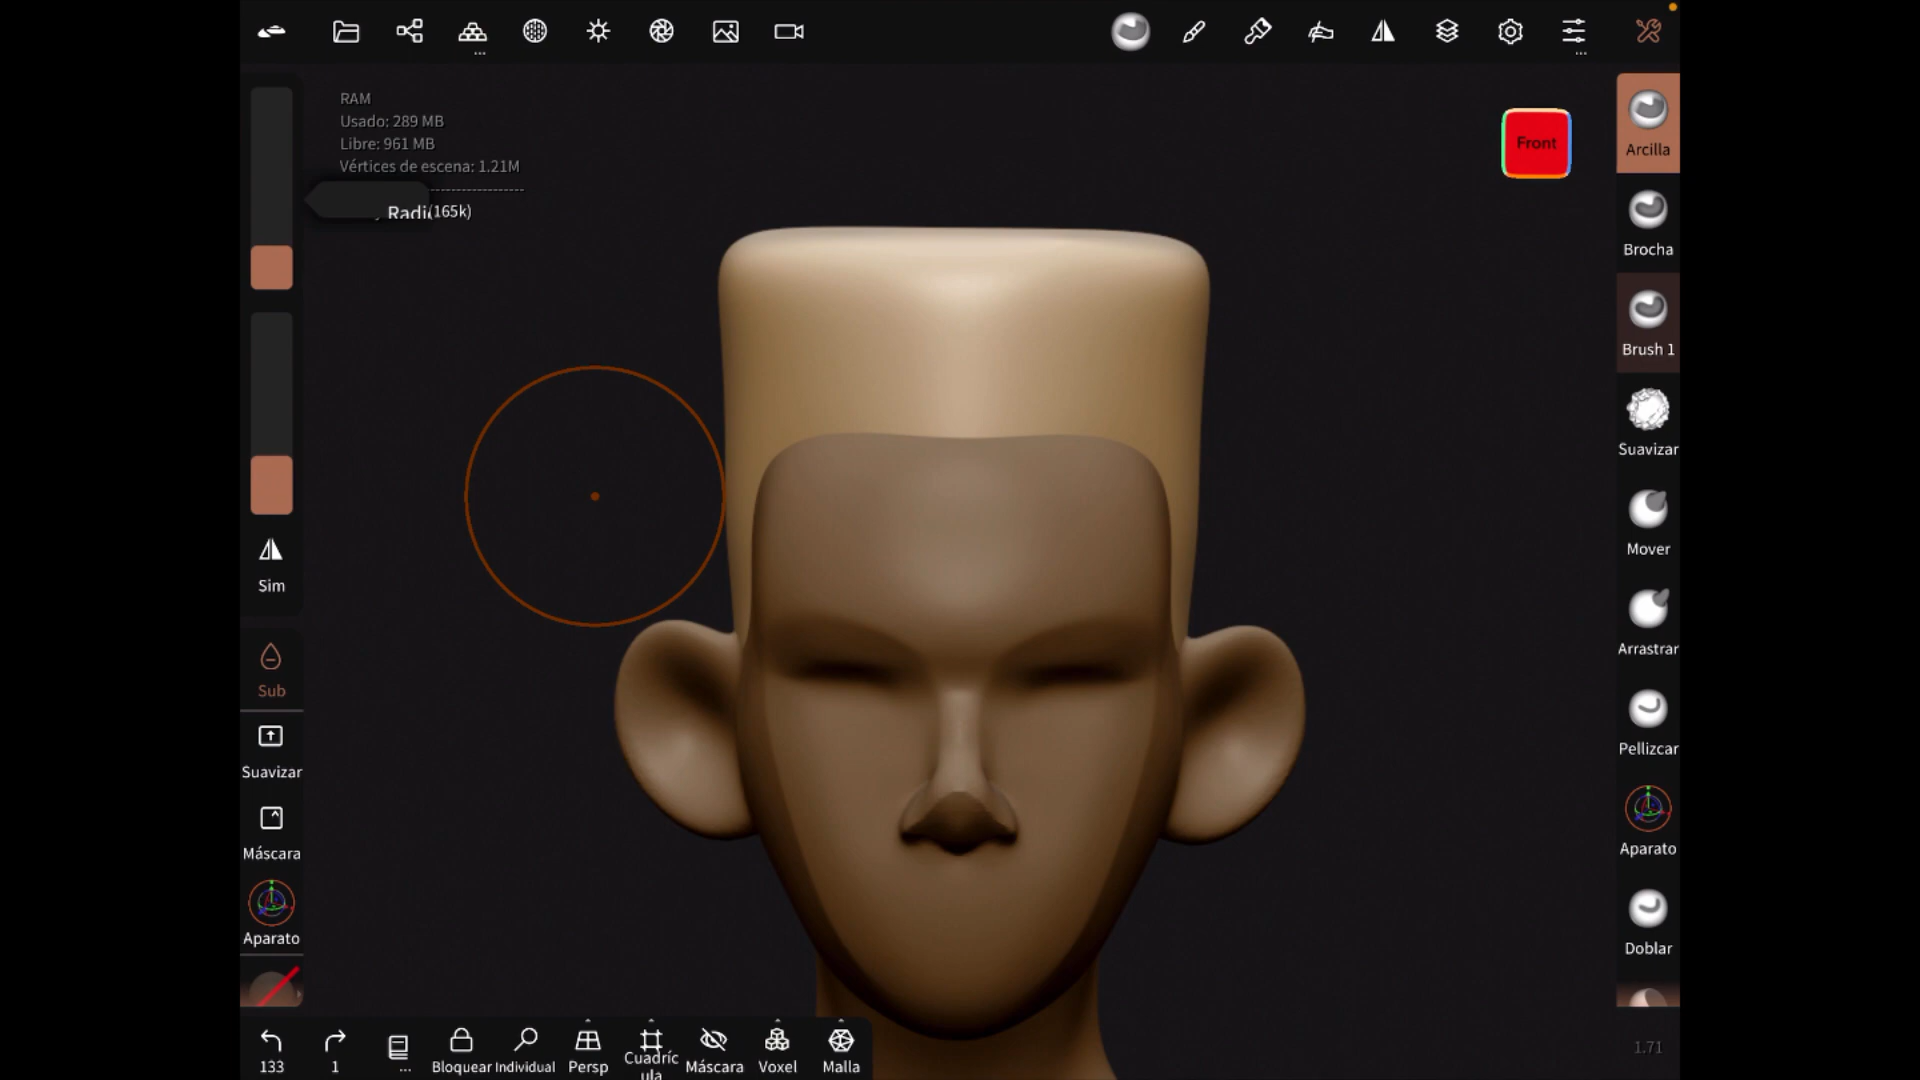 RAM
Usado: 289 MB
Libre: 961 MB
Vértices de escena: 1.21M
(165k)
Front
Sim
Sub
Suavizar
Máscara
Aparato
Arcilla
Brocha
Brush 1
Suavizar
Mover
Arrastrar
Pellizcar
Aparato
Doblar
133
1
...
Bloquear
Individual
Persp
Cuadríc
ula
Máscara
Voxel
Malla
1.71